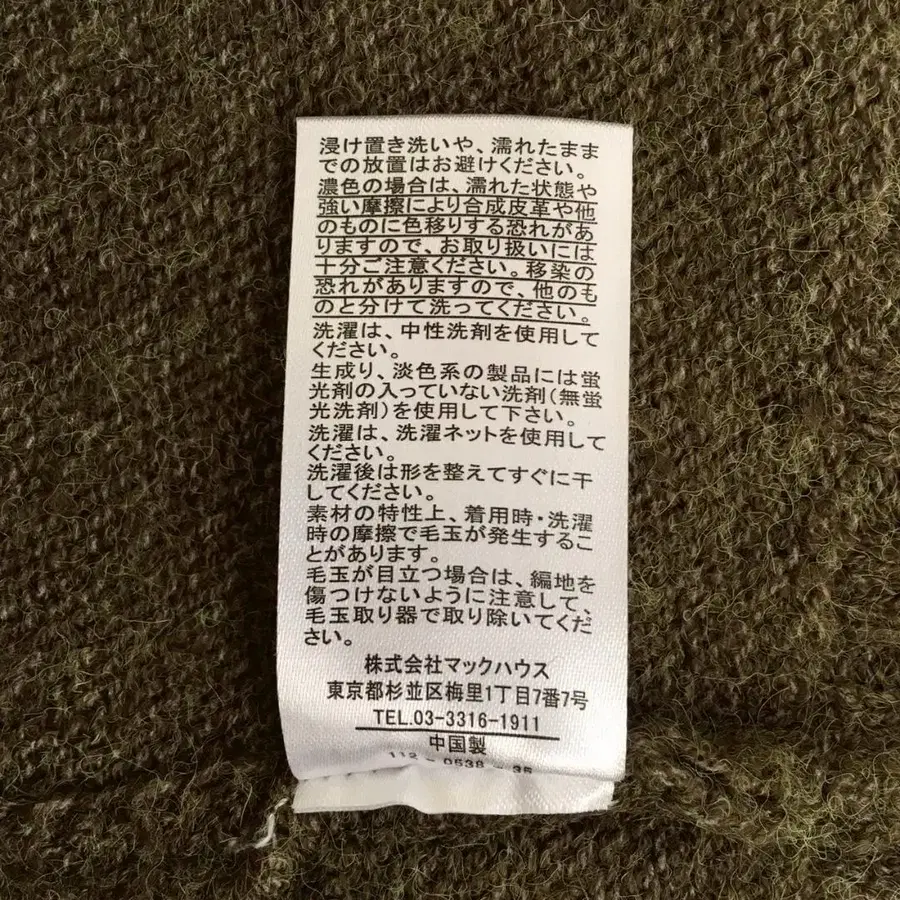 浸け置き洗いや、濡れたまま
での放置はお避けください。
濃色の場合は、濡れた状態や
強い摩擦により合成皮革や他
のものに色移りする恐れがあ
りますので、お取り扱いには
十分ご注意ください。移染の
恐れがありますので、他のも
のと分けて洗ってください。
洗濯は、中性洗剤を使用して
ください。
生成り、淡色系の製品には蛍
光剤の入っていない洗剤(無蛍
光洗剤)を使用して下さい。
洗濯は、洗濯ネットを使用して
ください。
洗濯後は形を整えてすぐに干
してください。
素材の特性上、着用時・洗濯
時の摩擦で毛玉が発生するこ
とがあります。
毛玉が目立つ場合は、編地を
傷つけないように注意して、
毛玉取り器で取り除いてくだ
さい。
株式会社マックハウス
東京都杉並区梅里1丁目7番7号
TEL.03-3316-1911
中国製
112 - 0538 - 35